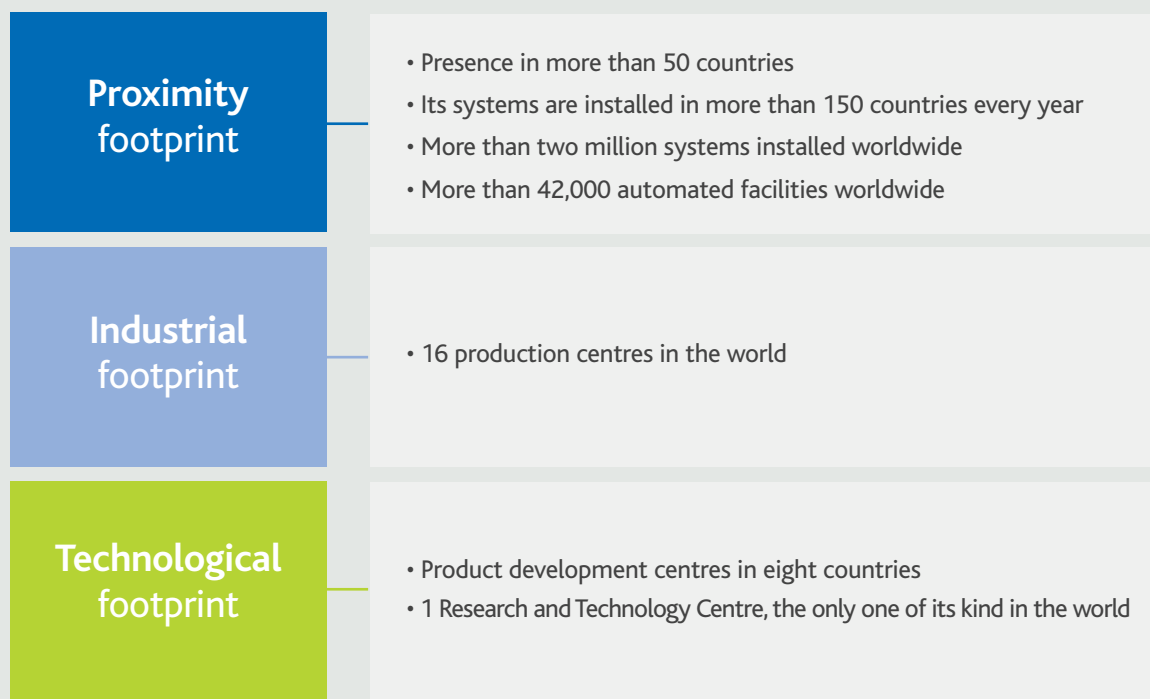 Proximity
footprint
• Presence in more than 50 countries
• Its systems are installed in more than 150 countries every year
• More than two million systems installed worldwide
• More than 42,000 automated facilities worldwide
Industrial
footprint
• 16 production centres in the world
Technological
footprint
• Product development centres in eight countries
• 1 Research and Technology Centre, the only one of its kind in the world